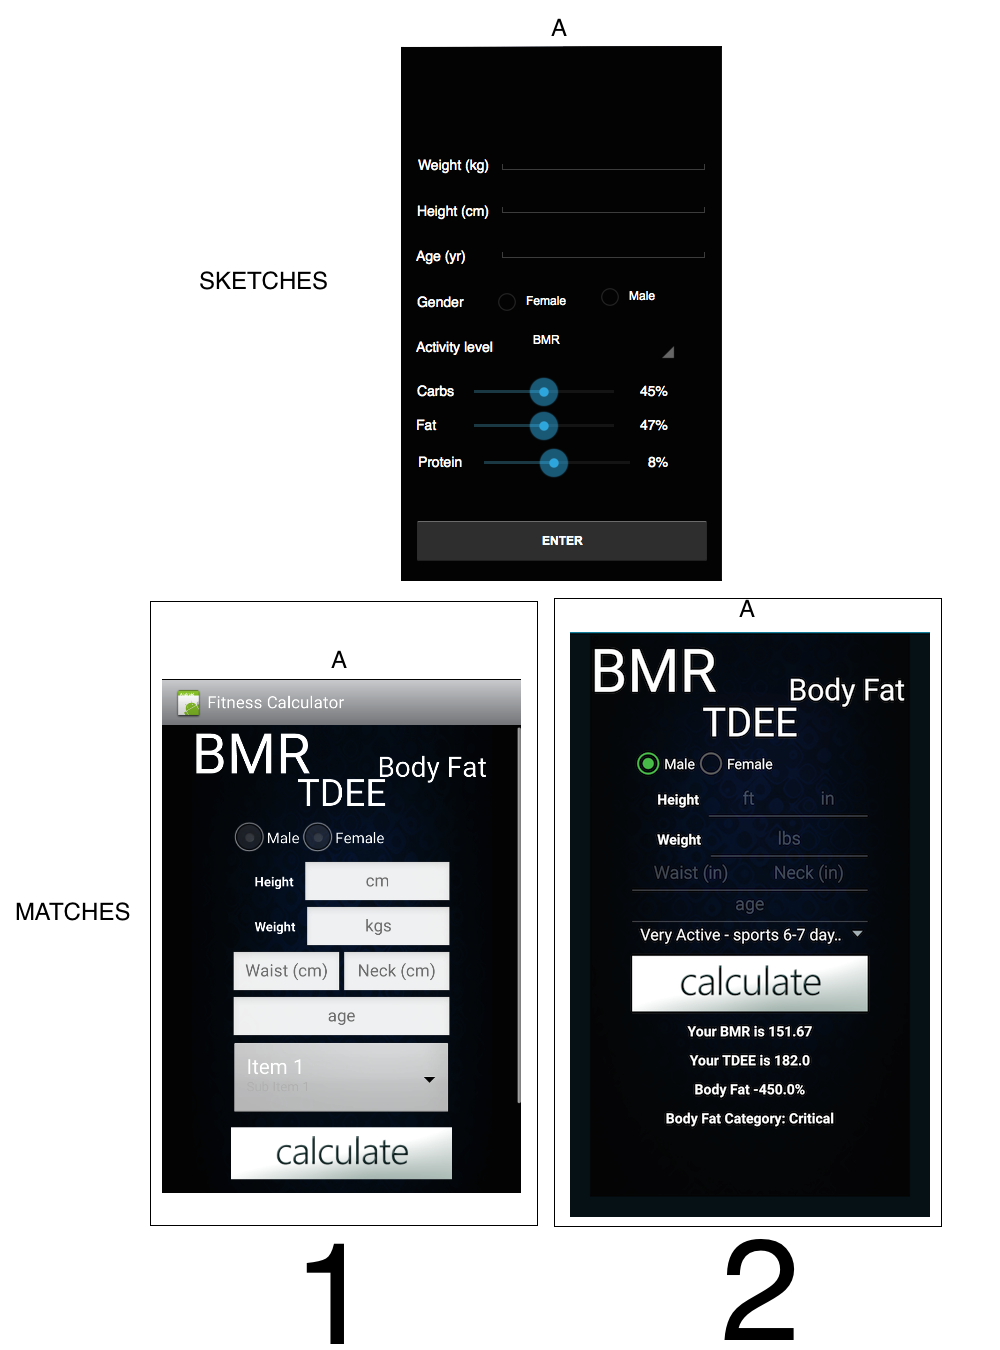 A
Weight (kg)
Height (cm)
Age (yr)
SKETCHES
Gender Female Male
Activity level BMR
Carbs 45%
Fat 47%
Protein 8%
ENTER
MATCHES
A
Fitness Calculator
BMR
Body Fat
TDEE
Male Female
Height cm
Weight kgs
Waist (cm) Neck (cm)
age
Item 1
Sub Item 1
calculate
1
A
BMR
Body Fat
TDEE
Male Female
Height ft in
Weight lbs
Waist (in) Neck (in)
age
Very Active - sports 6-7 day..
calculate
Your BMR is 151.67
Your TDEE is 182.0
Body Fat -450.0%
Body Fat Category: Critical
2